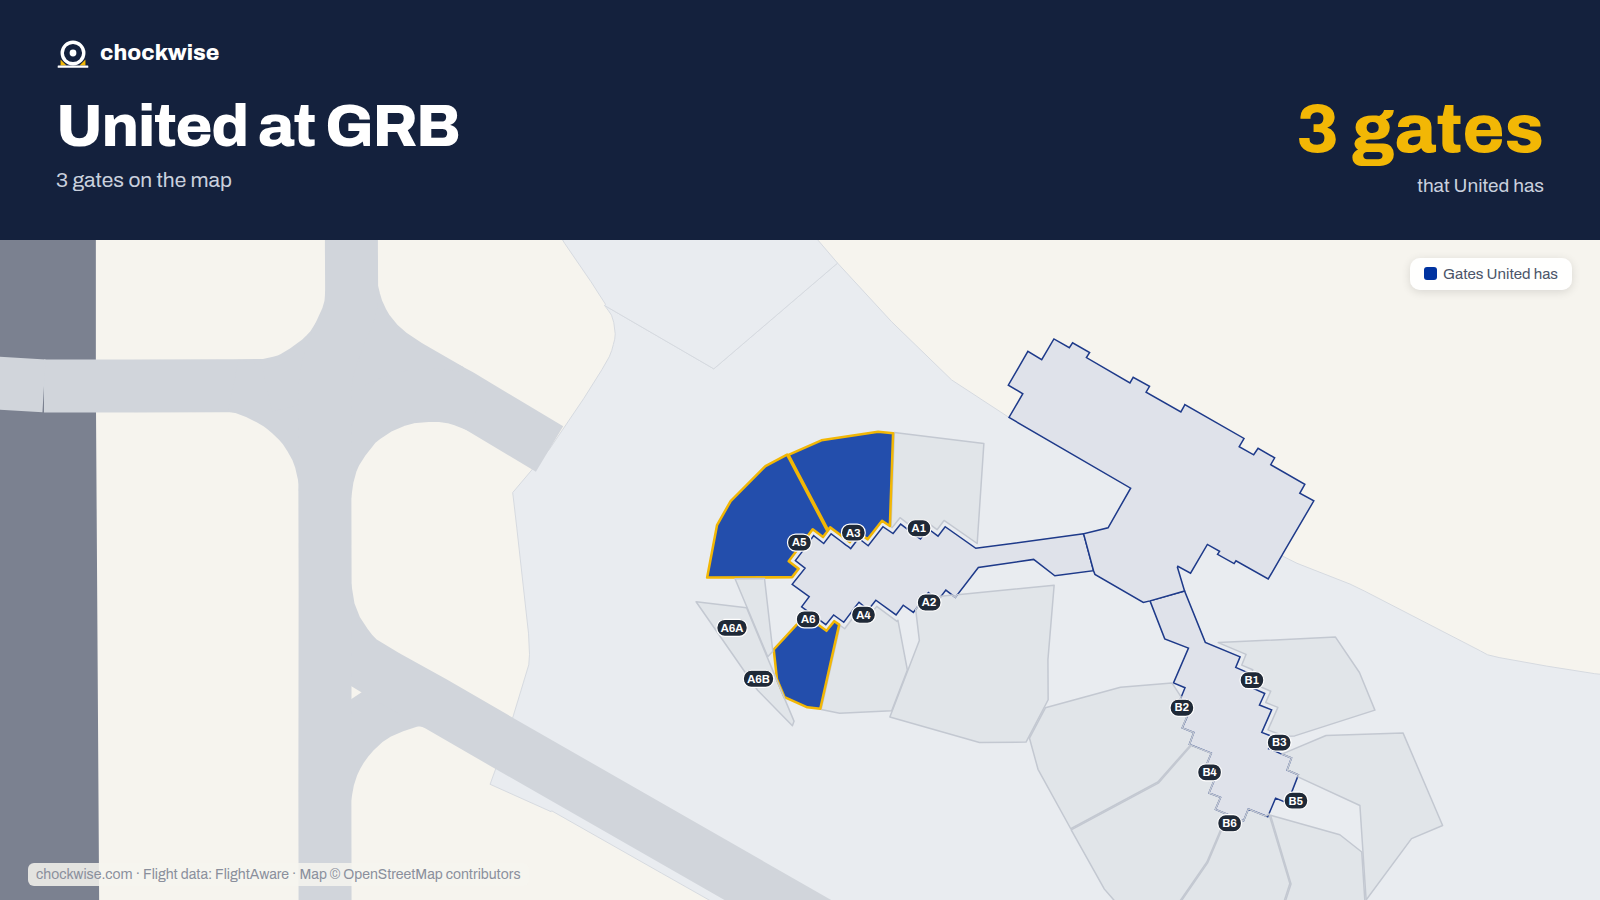 chockwise
United at GRB
3 gates on the map
3 gates
that United has
Gates United has
A5
A3
A1
A6
A4
A2
A6A
A6B
B1
B2
B3
B4
B5
B6
chockwise.com · Flight data: FlightAware · Map © OpenStreetMap contributors